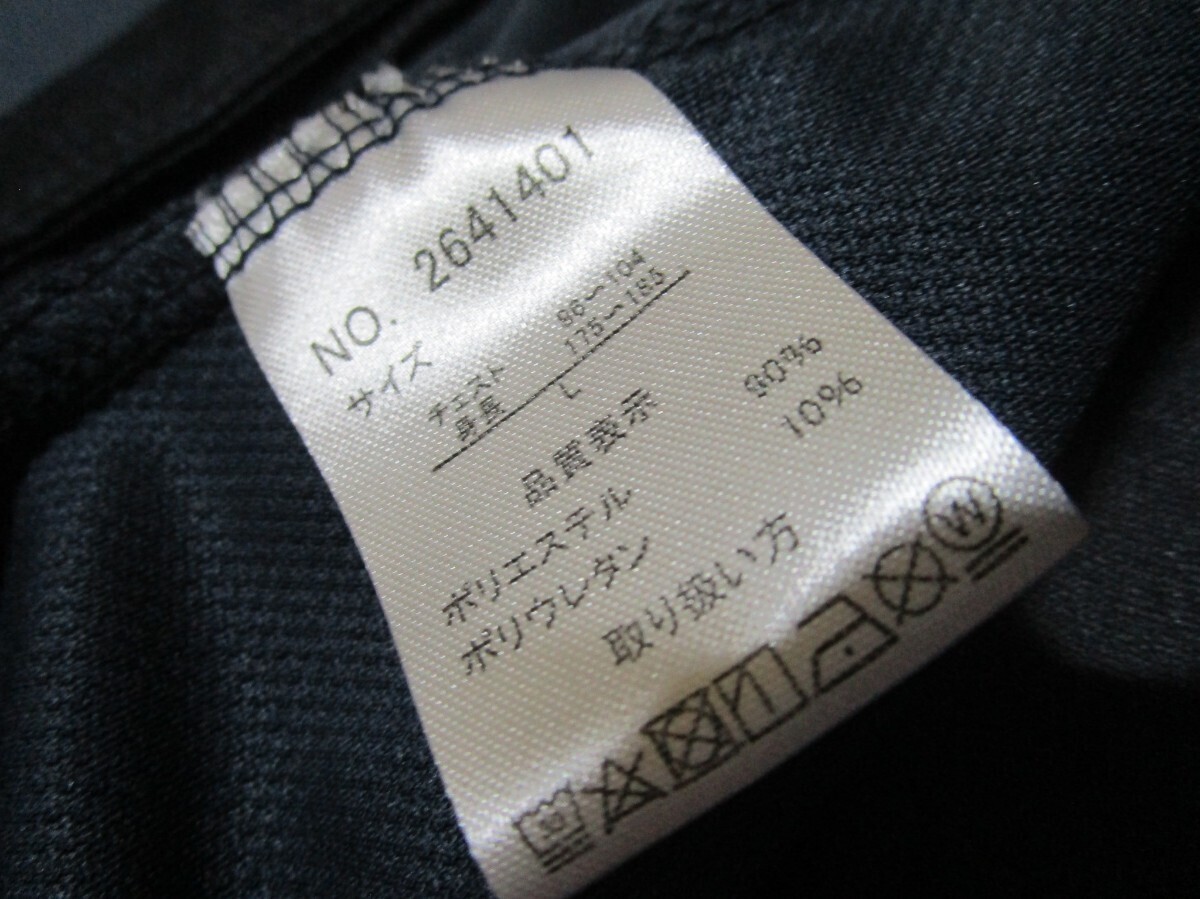 NO. 2641401
サイズ
チェスト 96〜104
身長 175〜185
L
品質表示
ポリエステル 90%
ポリウレタン 10%
取り扱い方
30
W